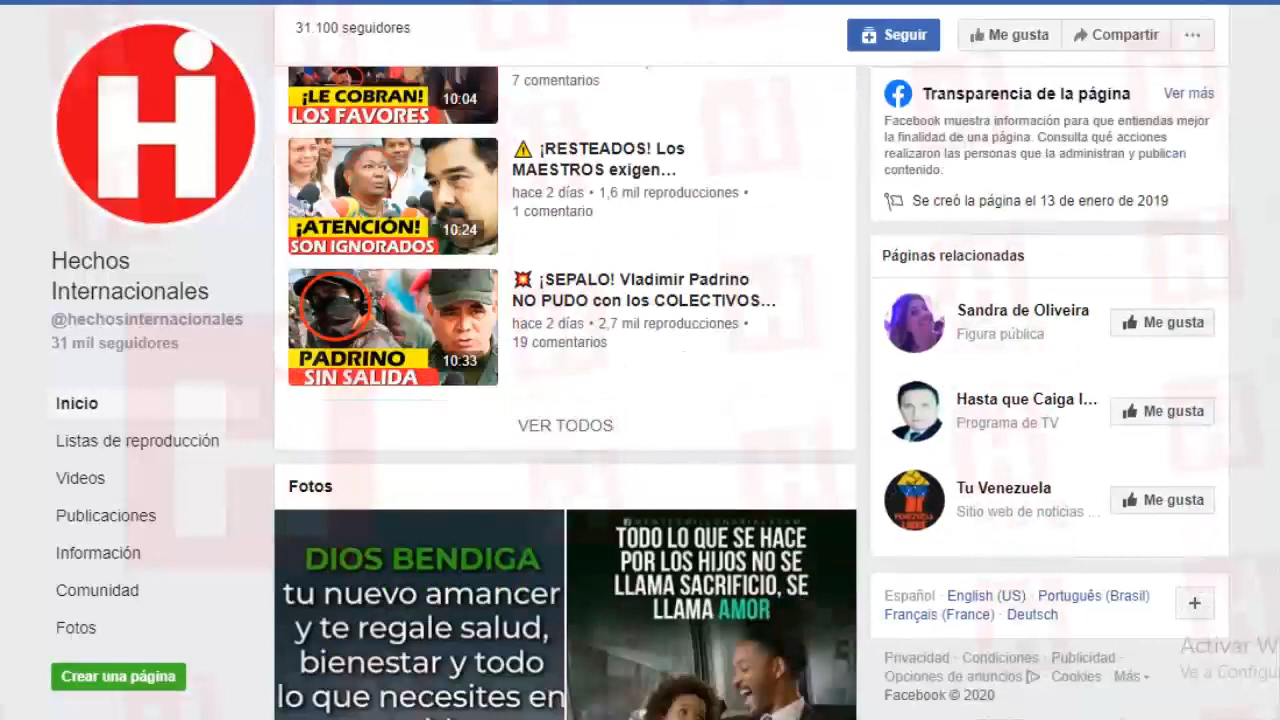 Hi
Hechos
Internacionales
@hechosinternacionales
31 mil seguidores
Inicio
Listas de reproducción
Videos
Publicaciones
Información
Comunidad
Fotos
Crear una página
31.100 seguidores
Seguir
Me gusta
Compartir
¡LE COBRAN!
LOS FAVORES
10:04
7 comentarios
¡ATENCIÓN!
SON IGNORADOS
10:24
¡RESTEADOS! Los
MAESTROS exigen...
hace 2 días • 1,6 mil reproducciones •
1 comentario
PADRINO
SIN SALIDA
10:33
¡SEPALO! Vladimir Padrino
NO PUDO con los COLECTIVOS...
hace 2 días • 2,7 mil reproducciones •
19 comentarios
VER TODOS
Fotos
DIOS BENDIGA
tu nuevo amancer
y te regale salud,
bienestar y todo
lo que necesites en
TODO LO QUE SE HACE
POR LOS HIJOS NO SE
LLAMA SACRIFICIO, SE
LLAMA AMOR
Transparencia de la página
Ver más
Facebook muestra información para que entiendas mejor
la finalidad de una página. Consulta qué acciones
realizaron las personas que la administran y publican
contenido.
Se creó la página el 13 de enero de 2019
Páginas relacionadas
Sandra de Oliveira
Figura pública
Me gusta
Hasta que Caiga l...
Programa de TV
Me gusta
Tu Venezuela
Sitio web de noticias ...
Me gusta
Español · English (US) · Português (Brasil)
Français (France) · Deutsch
Privacidad · Condiciones · Publicidad ·
Opciones de anuncios · Cookies · Más
Facebook © 2020
Activar W
Ve a Configu